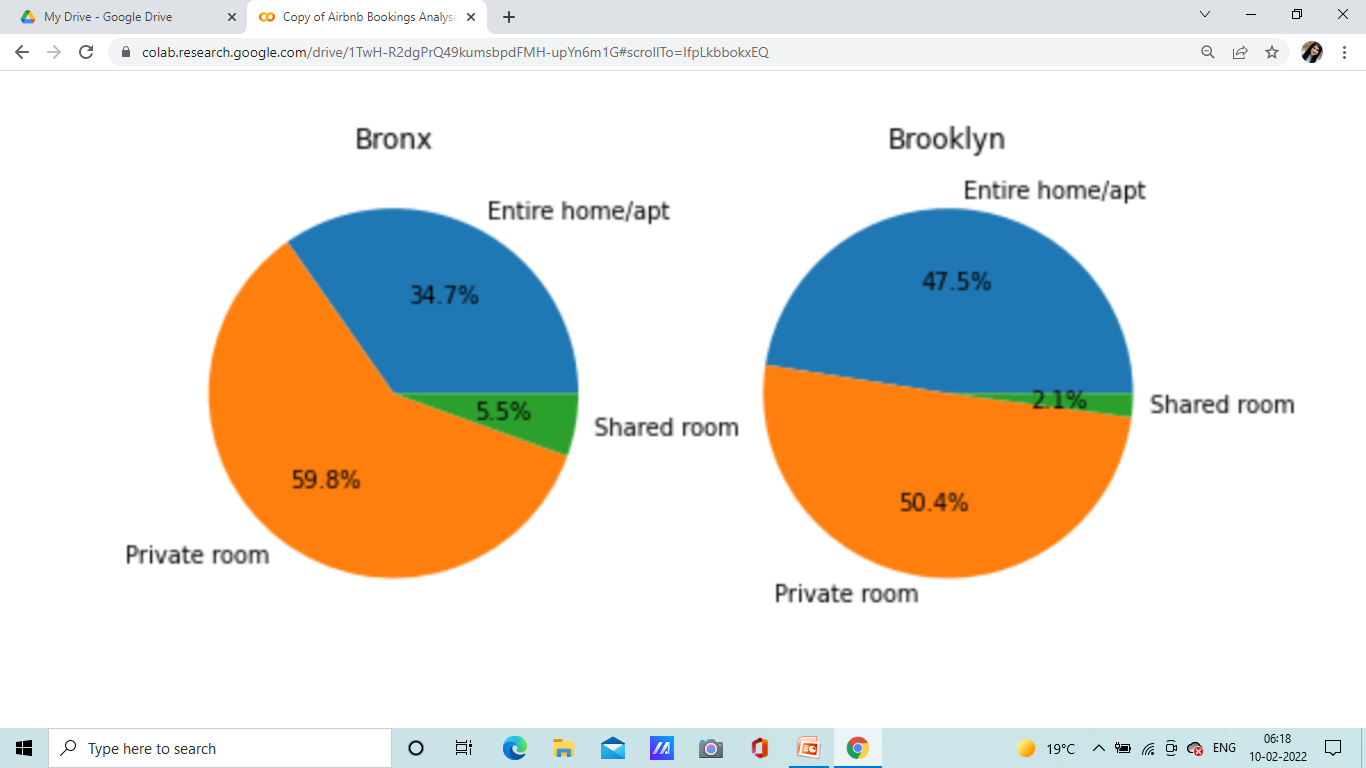 My Drive - Google Drive
Copy of Airbnb Bookings Analysis
colab.research.google.com/drive/1TwH-R2dgPrQ49kumsbpdFMH-upYn6m1G#scrollTo=IfpLkbbokxEQ
Bronx
Entire home/apt
34.7%
5.5%
Shared room
59.8%
Private room
Brooklyn
Entire home/apt
47.5%
2.1%
Shared room
50.4%
Private room
Type here to search
19°C
ENG
06:18
10-02-2022